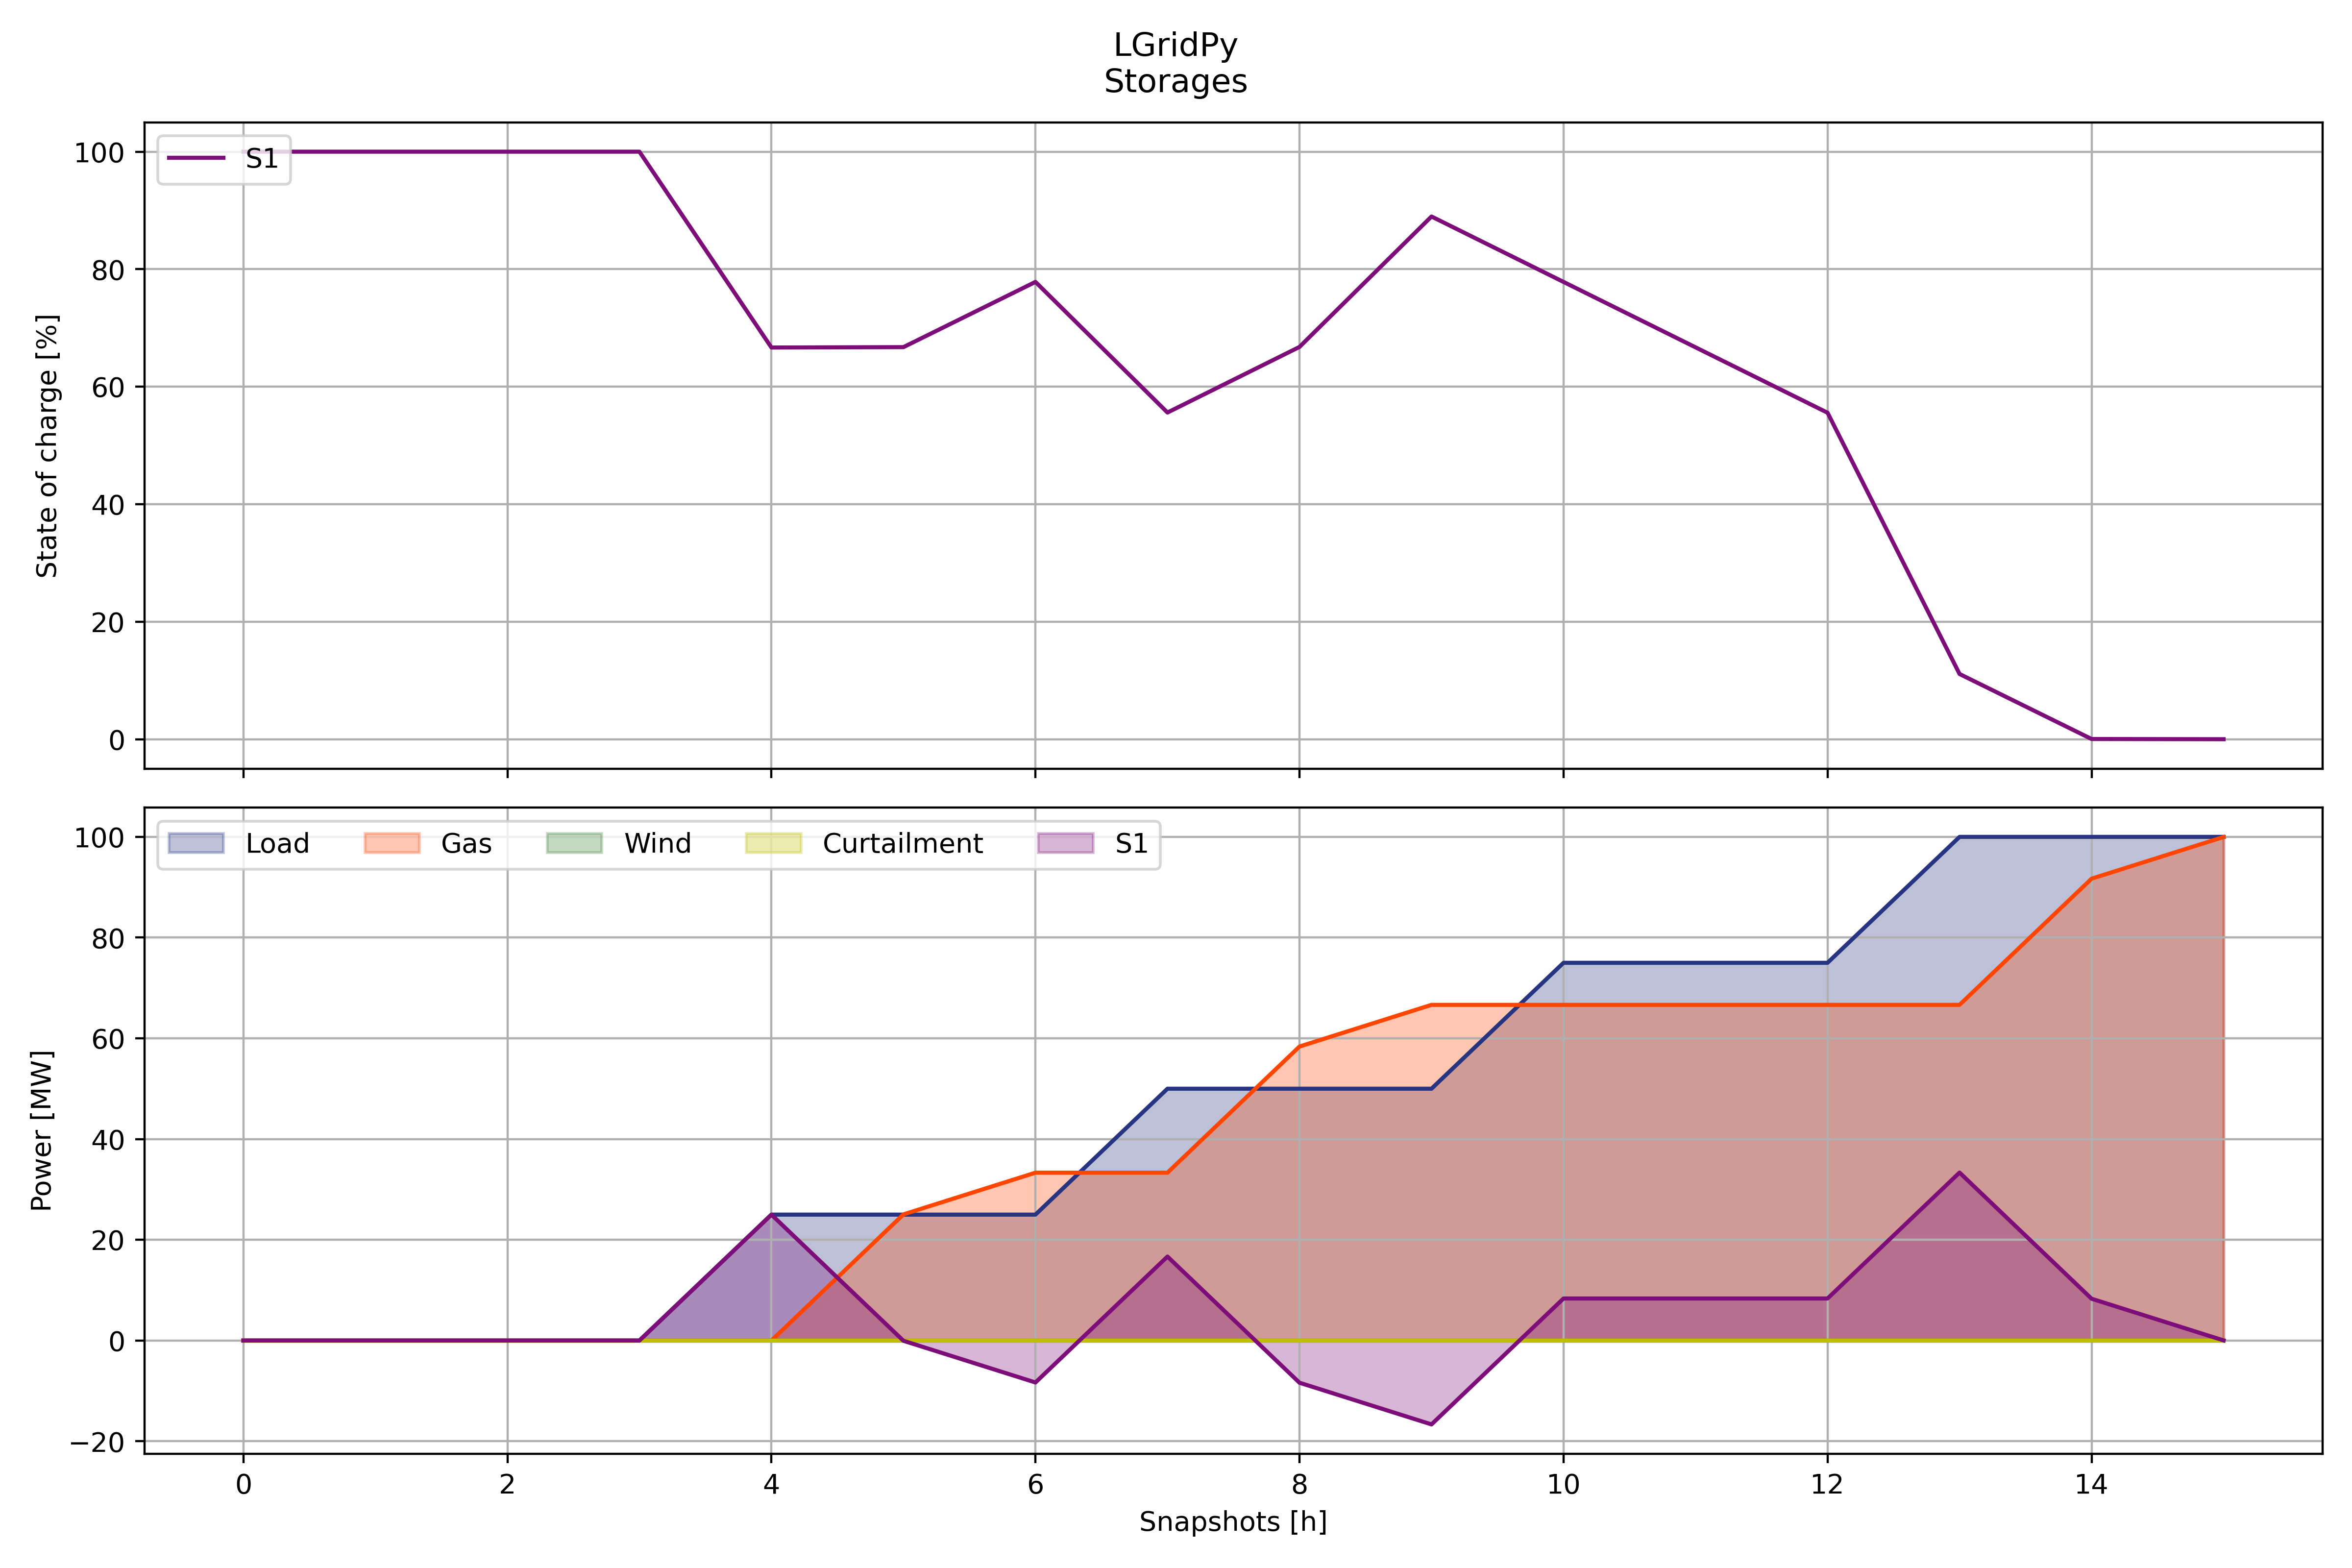 LGridPy
Storages
S1
100
80
60
40
20
0
State of charge [%]
Load Gas Wind Curtailment S1
100
80
60
40
20
0
−20
Power [MW]
0 2 4 6 8 10 12 14
Snapshots [h]